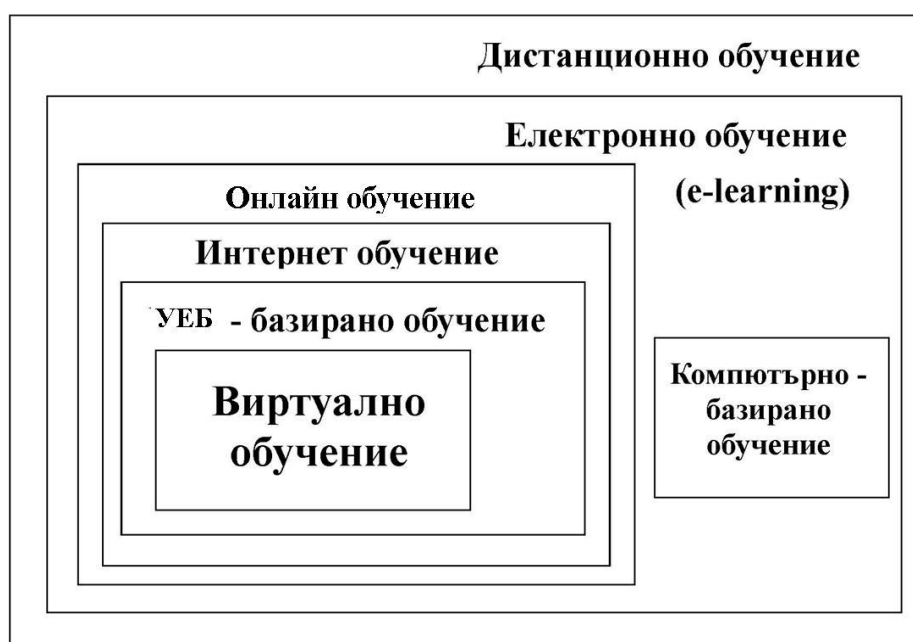 Дистанционно обучение
Електронно обучение
(e-learning)
Онлайн обучение
Интернет обучение
УЕБ - базирано обучение
Виртуално
обучение
Компютърно -
базирано
обучение